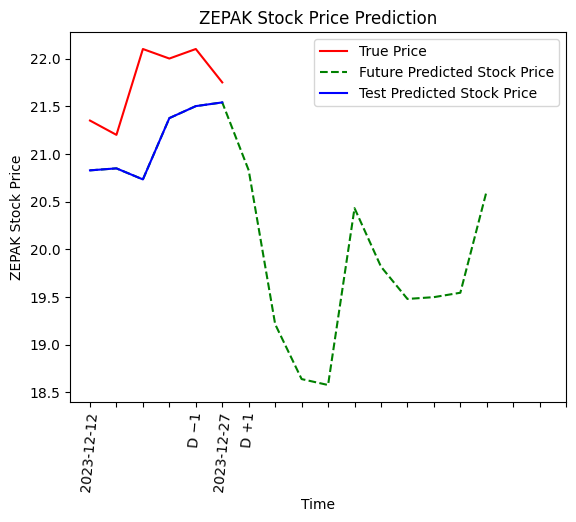 ZEPAK Stock Price Prediction
True Price
Future Predicted Stock Price
Test Predicted Stock Price
ZEPAK Stock Price
22.0
21.5
21.0
20.5
20.0
19.5
19.0
18.5
2023-12-12
D −1
2023-12-27
D +1
Time